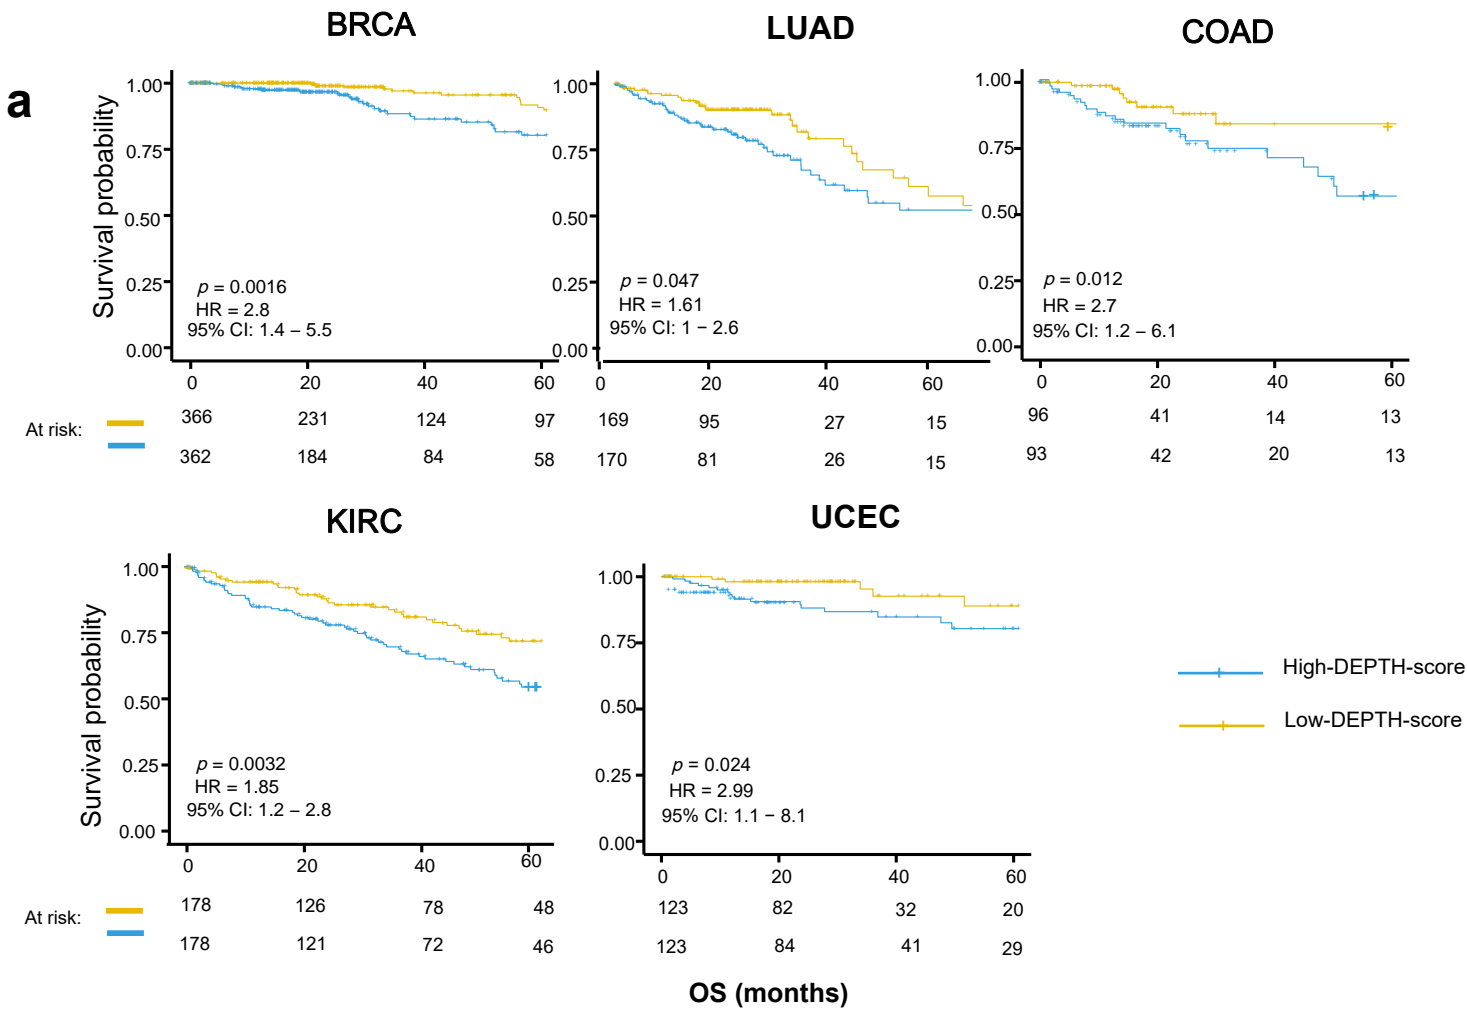 a
BRCA
Survival probability
1.00
0.75
0.50
0.25
0.00
p = 0.0016
HR = 2.8
95% CI: 1.4 – 5.5
0 20 40 60
At risk:
366 231 124 97
362 184 84 58
LUAD
1.00
0.75
0.50
0.25
0.00
p = 0.047
HR = 1.61
95% CI: 1 – 2.6
0 20 40 60
169 95 27 15
170 81 26 15
COAD
1.00
0.75
0.50
0.25
0.00
p = 0.012
HR = 2.7
95% CI: 1.2 – 6.1
0 20 40 60
96 41 14 13
93 42 20 13
KIRC
Survival probability
1.00
0.75
0.50
0.25
0.00
p = 0.0032
HR = 1.85
95% CI: 1.2 – 2.8
0 20 40 60
At risk:
178 126 78 48
178 121 72 46
UCEC
1.00
0.75
0.50
0.25
0.00
p = 0.024
HR = 2.99
95% CI: 1.1 – 8.1
0 20 40 60
123 82 32 20
123 84 41 29
High-DEPTH-score
Low-DEPTH-score
OS (months)